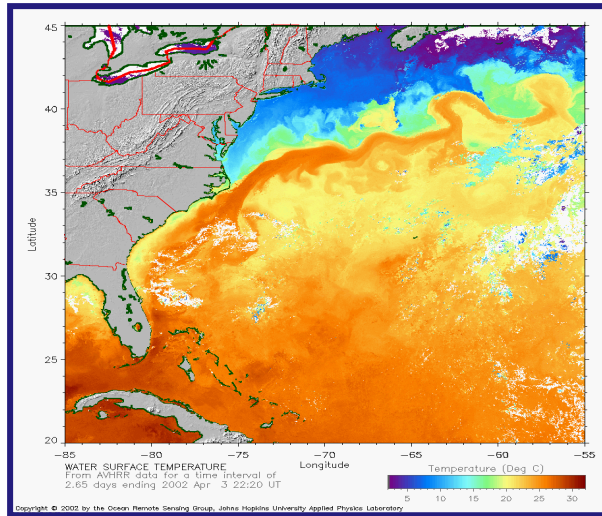 45
40
35
30
25
20
Latitude
−85
−80
−75
−70
−65
−60
−55
Longitude
WATER SURFACE TEMPERATURE
From AVHRR data for a time interval of
2.65 days ending 2002 Apr 3 22:20 UT
Temperature (Deg C)
5 10 15 20 25 30
Copyright © 2002 by the Ocean Remote Sensing Group, Johns Hopkins University Applied Physics Laboratory